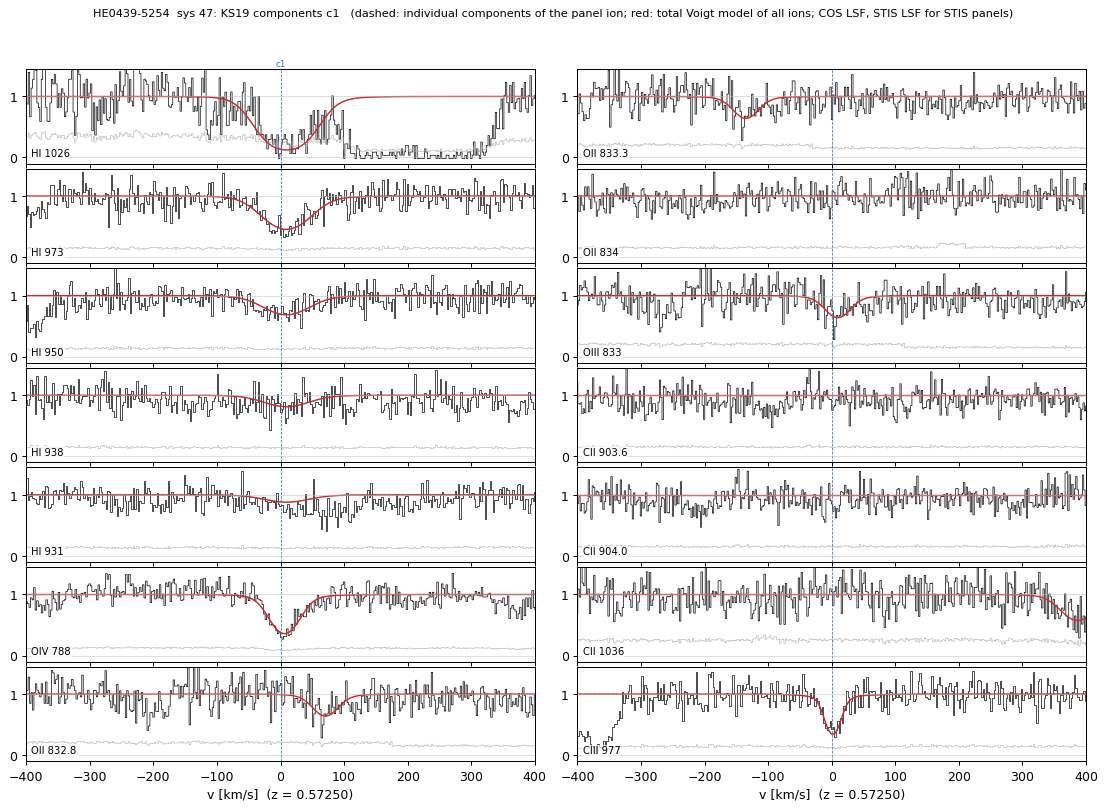 HE0439-5254  sys 47: KS19 components c1   (dashed: individual components of the panel ion; red: total Voigt model of all ions; COS LSF, STIS LSF for STIS panels)
c1
1
0
HI 1026
1
0
HI 973
1
0
HI 950
1
0
HI 938
1
0
HI 931
1
0
OIV 788
1
0
OII 832.8
−400 −300 −200 −100 0 100 200 300 400
v [km/s]  (z = 0.57250)
1
0
OII 833.3
1
0
OII 834
1
0
OIII 833
1
0
CII 903.6
1
0
CII 904.0
1
0
CII 1036
1
0
CIII 977
−400 −300 −200 −100 0 100 200 300 400
v [km/s]  (z = 0.57250)